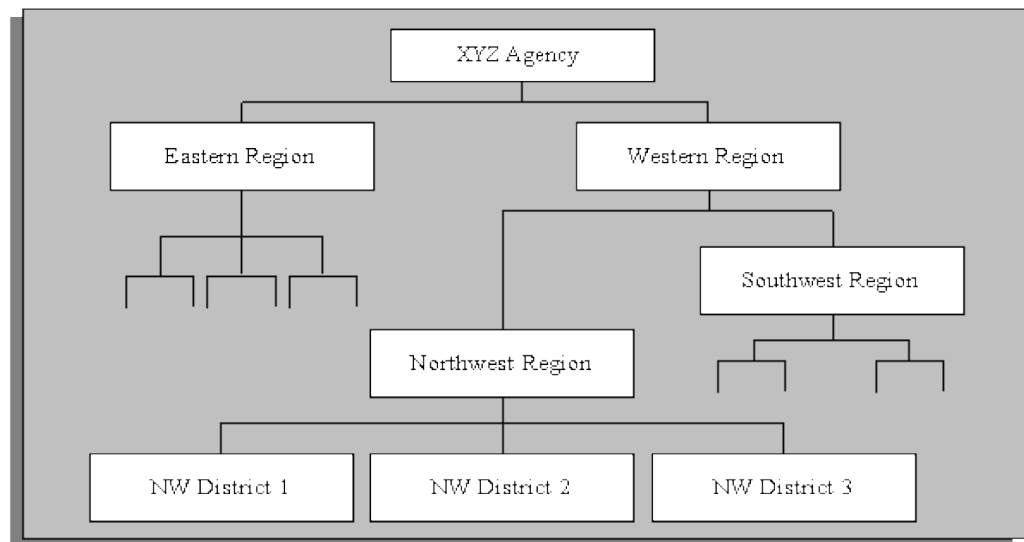 XYZ Agency
Eastern Region
Western Region
Southwest Region
Northwest Region
NW District 1
NW District 2
NW District 3